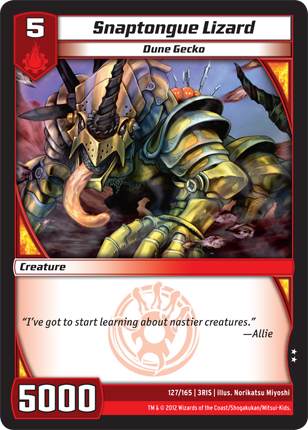 5
Snaptongue Lizard
Dune Gecko
Creature
“I’ve got to start learning about nastier creatures.”
—Allie
5000
127/165 | 3RIS | illus. Norikatsu Miyoshi
TM & © 2012 Wizards of the Coast/Shogakukan/Mitsui-Kids.